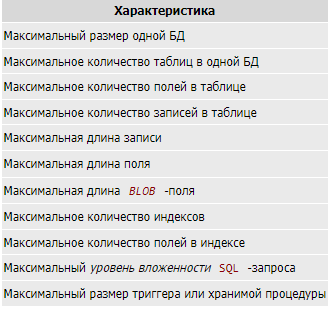 Характеристика
Максимальный размер одной БД
Максимальное количество таблиц в одной БД
Максимальное количество полей в таблице
Максимальное количество записей в таблице
Максимальная длина записи
Максимальная длина поля
Максимальная длина BLOB -поля
Максимальное количество индексов
Максимальное количество полей в индексе
Максимальный уровень вложенности SQL -запроса
Максимальный размер триггера или хранимой процедуры